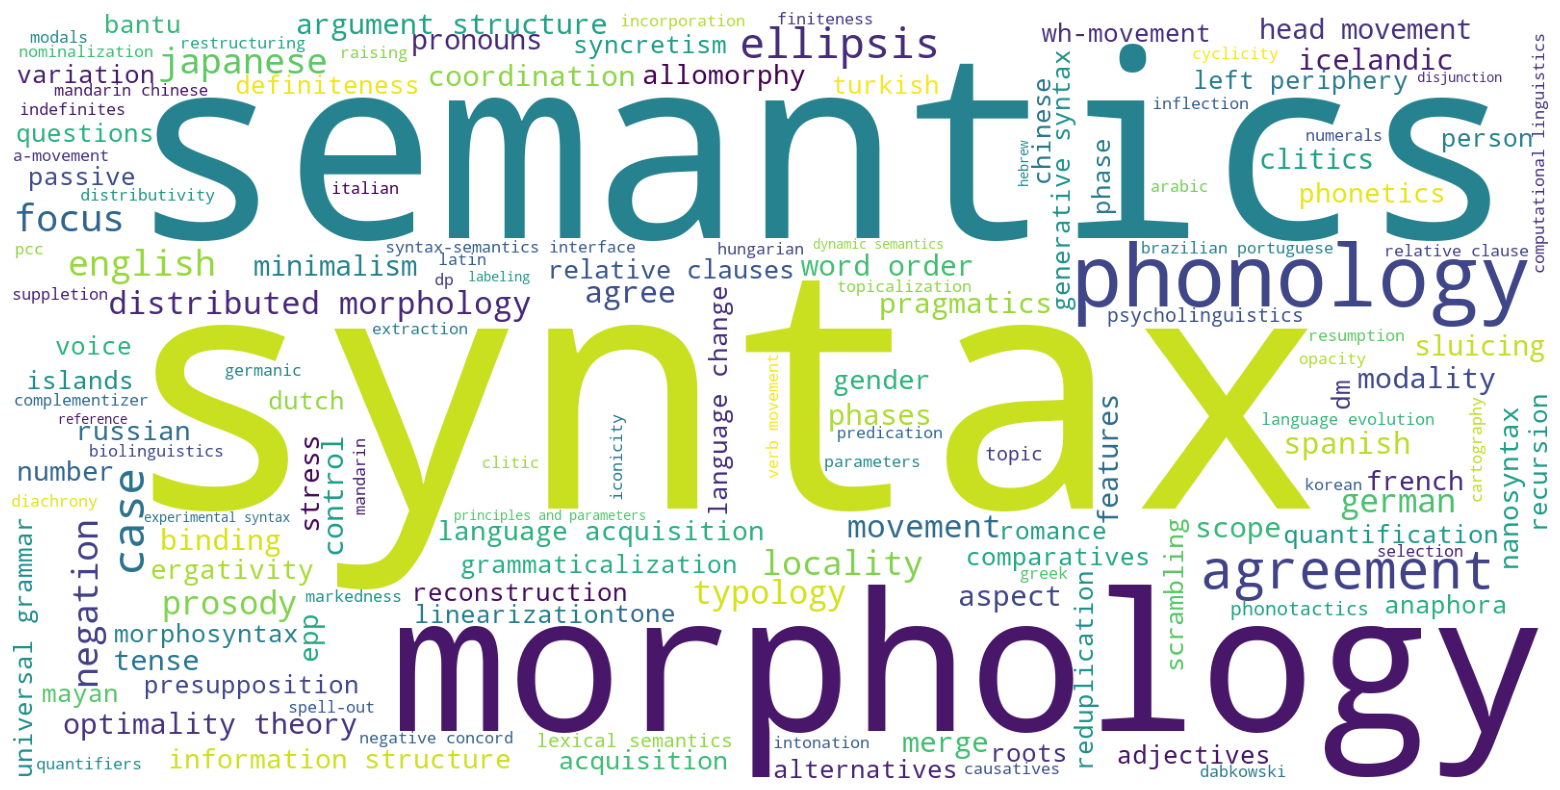 bantu
argument structure
incorporation
finiteness
modals
nominalization
restructuring
raising
pronouns
syncretism
ellipsis
wh-movement
head movement
cyclicity
icelandic
variation
japanese
mandarin chinese
definiteness
coordination
allomorphy
turkish
left periphery
disjunction
indefinites
inflection
questions
semantics
chinese
generative syntax
phase
hebrew
numerals
person
computational linguistics
a-movement
passive
distributivity
italian
clitics
arabic
phonetics
focus
pcc
english
minimalism
syntax-semantics interface
latin
dp
labeling
hungarian
dynamic semantics
relative clauses
word order
brazilian portuguese
relative clause
phonology
suppletion
distributed morphology
agree
topicalization
pragmatics
psycholinguistics
extraction
language change
voice
resumption
sluicing
opacity
islands
germanic
syntax
verb movement
gender
dm
modality
complementizer
dutch
phases
features
cartography
reference
russian
language evolution
biolinguistics
predication
spanish
nanosyntax
recursion
number
stress
control
mandarin
clitic
iconicity
topic
parameters
korean
french
diachrony
case
german
experimental syntax
principles and parameters
binding
language acquisition
movement
romance
scope
quantification
negation
ergativity
grammaticalization
locality
comparatives
scrambling
selection
greek
agreement
prosody
markedness
reconstruction
typology
aspect
linearization
tone
phonotactics
anaphora
universal grammar
morphosyntax
epp
tense
morphology
reduplication
mayan
presupposition
spell-out
optimality theory
negative concord
lexical semantics
intonation
merge
roots
adjectives
quantifiers
information structure
acquisition
alternatives
causatives
dabkowski